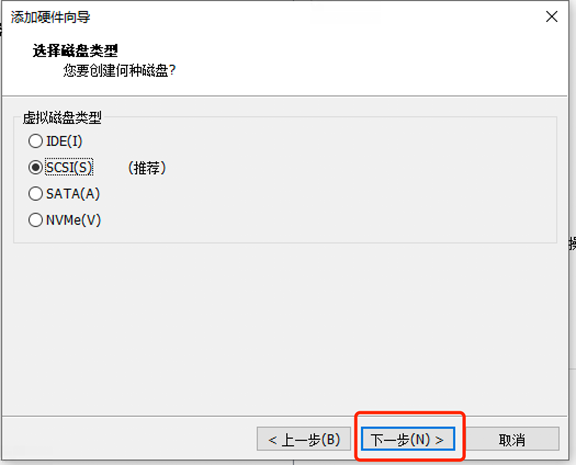 添加硬件向导
选择磁盘类型
您要创建何种磁盘?
虚拟磁盘类型
IDE(I)
SCSI(S) (推荐)
SATA(A)
NVMe(V)
操
< 上一步(B) 下一步(N) > 取消